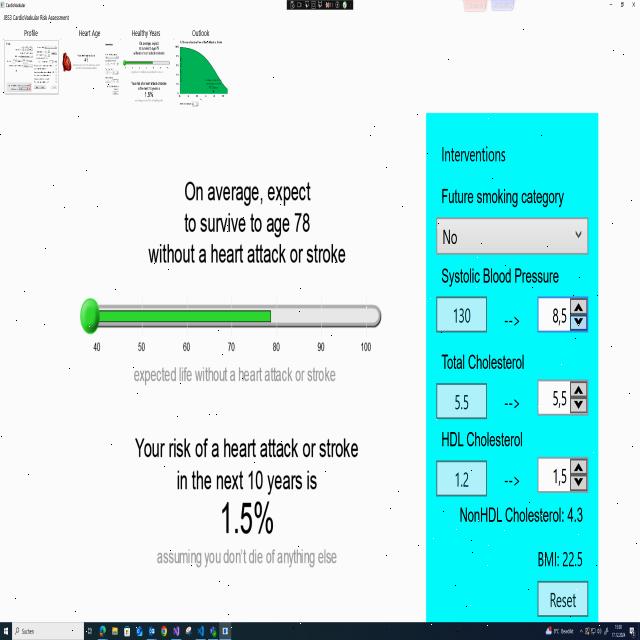 CardioVadcular
JBS3 CardioVadcular Risk Assessment
Profile
Heart Age
Healthy Years
Outlook
On average, expect
to survive to age 78
without a heart attack or stroke
40 50 60 70 80 90 100
expected life without a heart attack or stroke
Your risk of a heart attack or stroke
in the next 10 years is
1.5%
assuming you don't die of anything else
Interventions
Future smoking category
No
Systolic Blood Pressure
130 --> 8,5
Total Cholesterol
5.5 --> 5,5
HDL Cholesterol
1.2 --> 1,5
NonHDL Cholesterol: 4.3
BMI: 22.5
Reset
Suchen